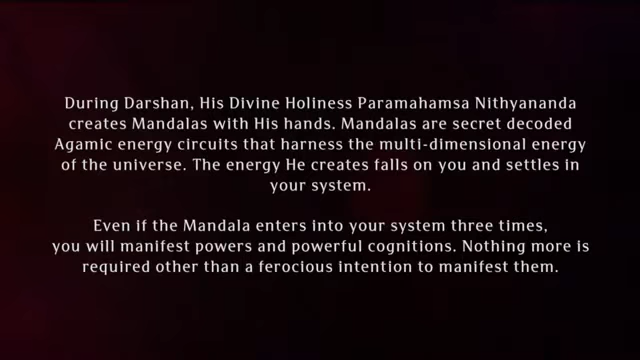 During Darshan, His Divine Holiness Paramahamsa Nithyananda
creates Mandalas with His hands. Mandalas are secret decoded
Agamic energy circuits that harness the multi-dimensional energy
of the universe. The energy He creates falls on you and settles in
your system.
Even if the Mandala enters into your system three times,
you will manifest powers and powerful cognitions. Nothing more is
required other than a ferocious intention to manifest them.